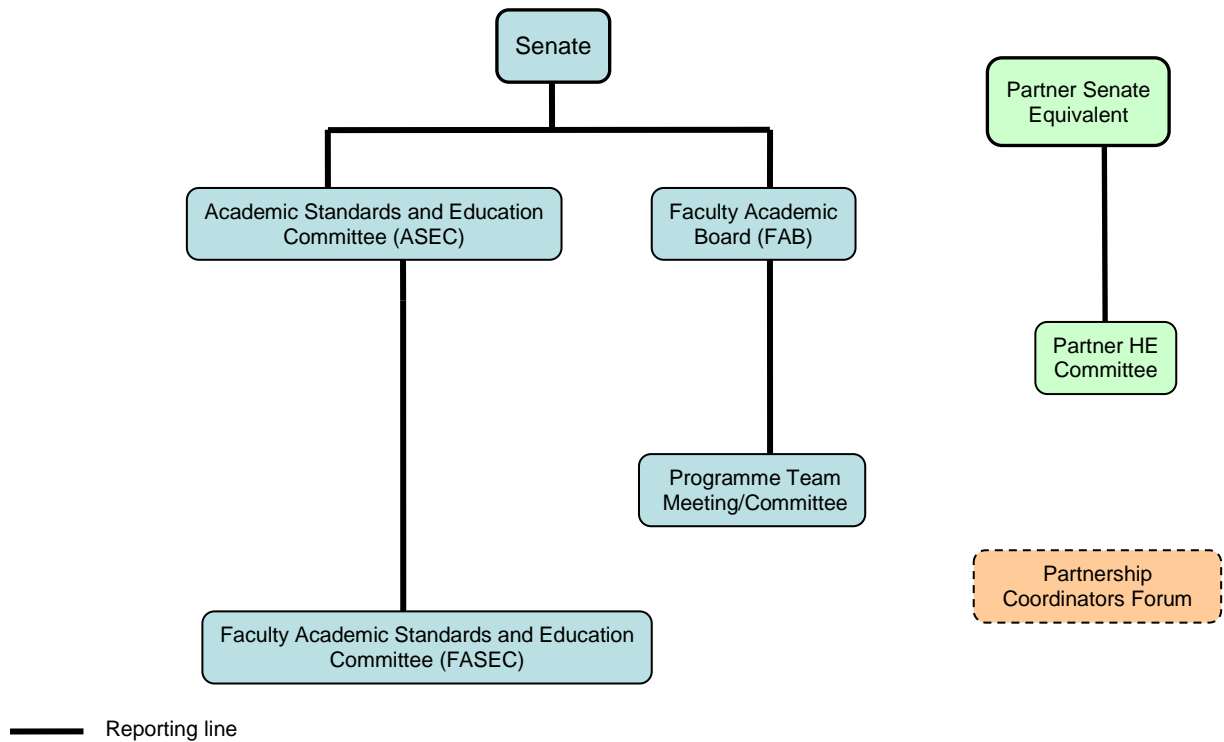 Senate
Partner Senate
Equivalent
Academic Standards and Education
Committee (ASEC)
Faculty Academic
Board (FAB)
Partner HE
Committee
Programme Team
Meeting/Committee
Partnership
Coordinators Forum
Faculty Academic Standards and Education
Committee (FASEC)
Reporting line